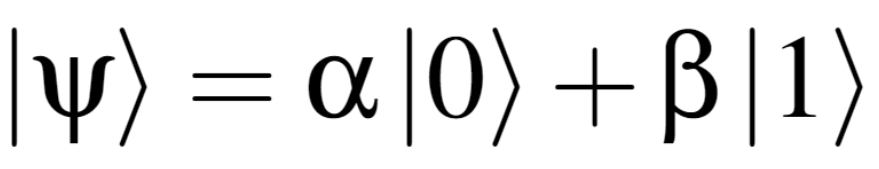 |ψ⟩ = α|0⟩ + β|1⟩